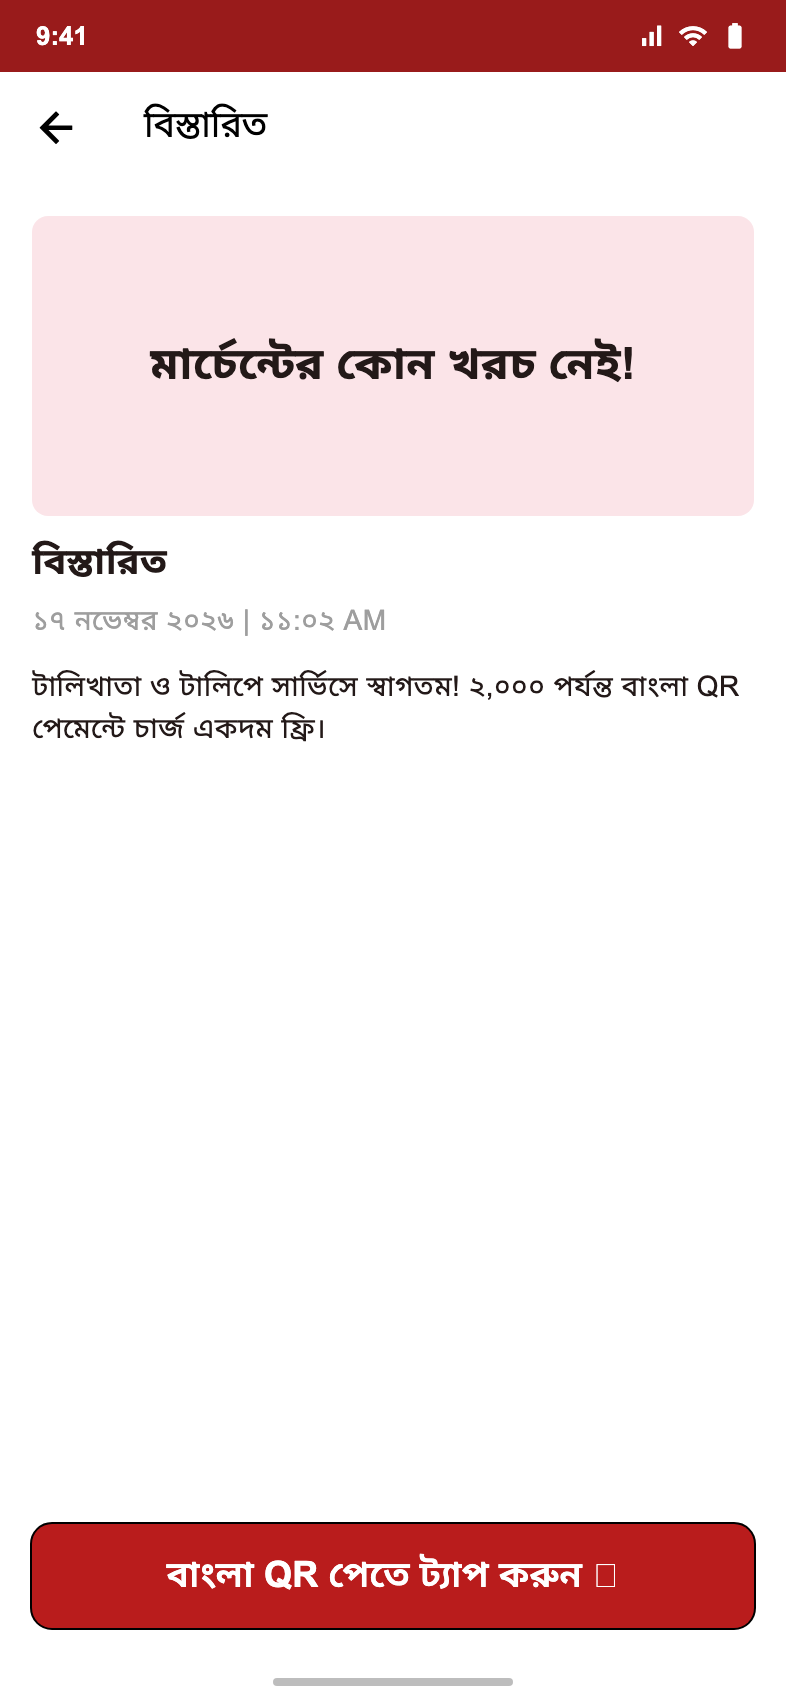 9:41
বিস্তারিত
মার্চেন্টের কোন খরচ নেই!
বিস্তারিত
১৭ নভেম্বর ২০২৬ | ১১:০২ AM
টালিখাতা ও টালিপে সার্ভিসে স্বাগতম! ২,০০০ পর্যন্ত বাংলা QR
পেমেন্টে চার্জ একদম ফ্রি।
বাংলা QR পেতে ট্যাপ করুন